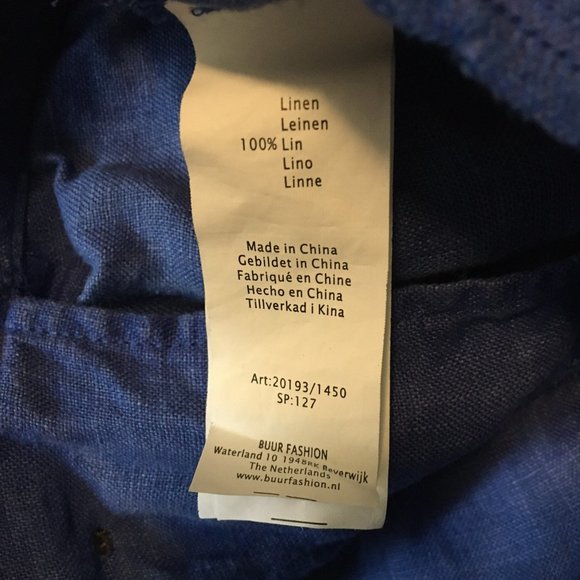 Linen
Leinen
100% Lin
Lino
Linne
Made in China
Gebildet in China
Fabriqué en Chine
Hecho en China
Tillverkad i Kina
Art:20193/1450
SP:127
BUUR FASHION
Waterland 10 1948RK Beverwijk
The Netherlands
www.buurfashion.nl